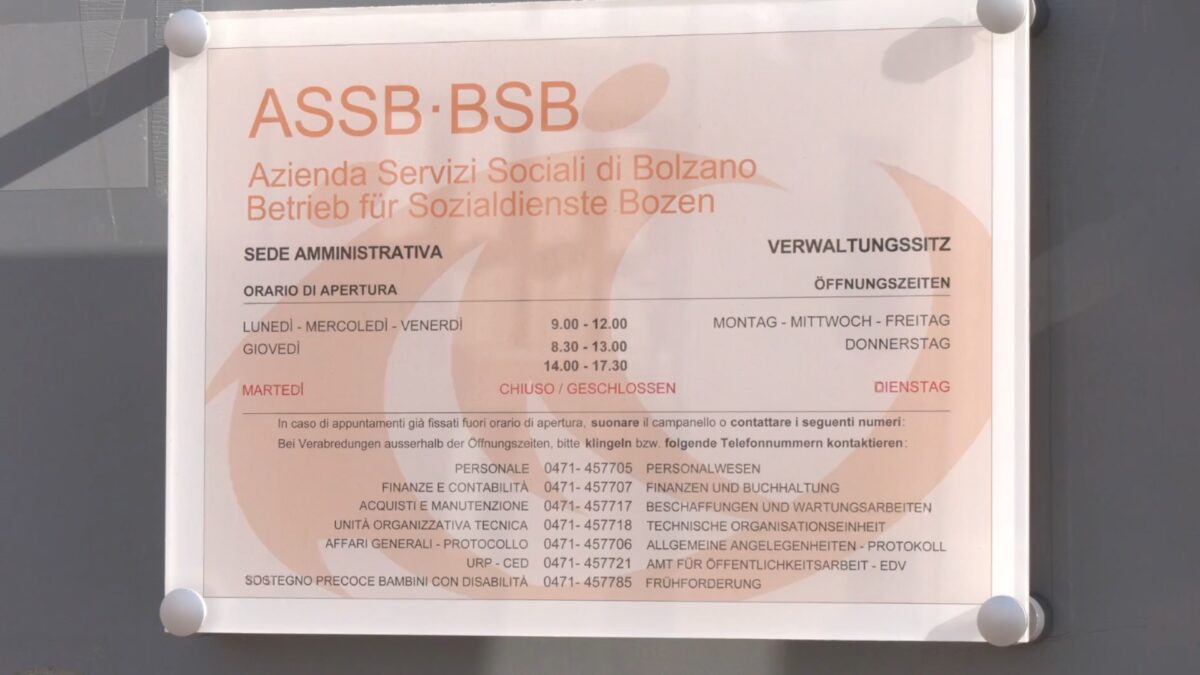 ASSB·BSB
Azienda Servizi Sociali di Bolzano
Betrieb für Sozialdienste Bozen
SEDE AMMINISTRATIVA VERWALTUNGSSITZ
ORARIO DI APERTURA ÖFFNUNGSZEITEN
LUNEDÌ - MERCOLEDÌ - VENERDÌ 9.00 - 12.00 MONTAG - MITTWOCH - FREITAG
GIOVEDÌ 8.30 - 13.00 DONNERSTAG
14.00 - 17.30
MARTEDÌ CHIUSO / GESCHLOSSEN DIENSTAG
In caso di appuntamenti già fissati fuori orario di apertura, suonare il campanello o contattare i seguenti numeri:
Bei Verabredungen ausserhalb der Öffnungszeiten, bitte klingeln bzw. folgende Telefonnummern kontaktieren:
PERSONALE 0471- 457705 PERSONALWESEN
FINANZE E CONTABILITÀ 0471- 457707 FINANZEN UND BUCHHALTUNG
ACQUISTI E MANUTENZIONE 0471- 457717 BESCHAFFUNGEN UND WARTUNGSARBEITEN
UNITÀ ORGANIZZATIVA TECNICA 0471- 457718 TECHNISCHE ORGANISATIONSEINHEIT
AFFARI GENERALI - PROTOCOLLO 0471- 457706 ALLGEMEINE ANGELEGENHEITEN - PROTOKOLL
URP - CED 0471- 457721 AMT FÜR ÖFFENTLICHKEITSARBEIT - EDV
SOSTEGNO PRECOCE BAMBINI CON DISABILITÀ 0471- 457785 FRÜHFORDERUNG